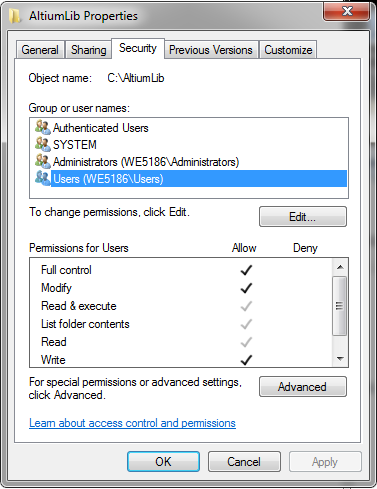 AltiumLib Properties
General Sharing Security Previous Versions Customize
Object name: C:\AltiumLib
Group or user names:
Authenticated Users
SYSTEM
Administrators (WE5186\Administrators)
Users (WE5186\Users)
To change permissions, click Edit.
Edit...
Permissions for Users Allow Deny
Full control
Modify
Read & execute
List folder contents
Read
Write
For special permissions or advanced settings,
click Advanced.
Advanced
Learn about access control and permissions
OK Cancel Apply